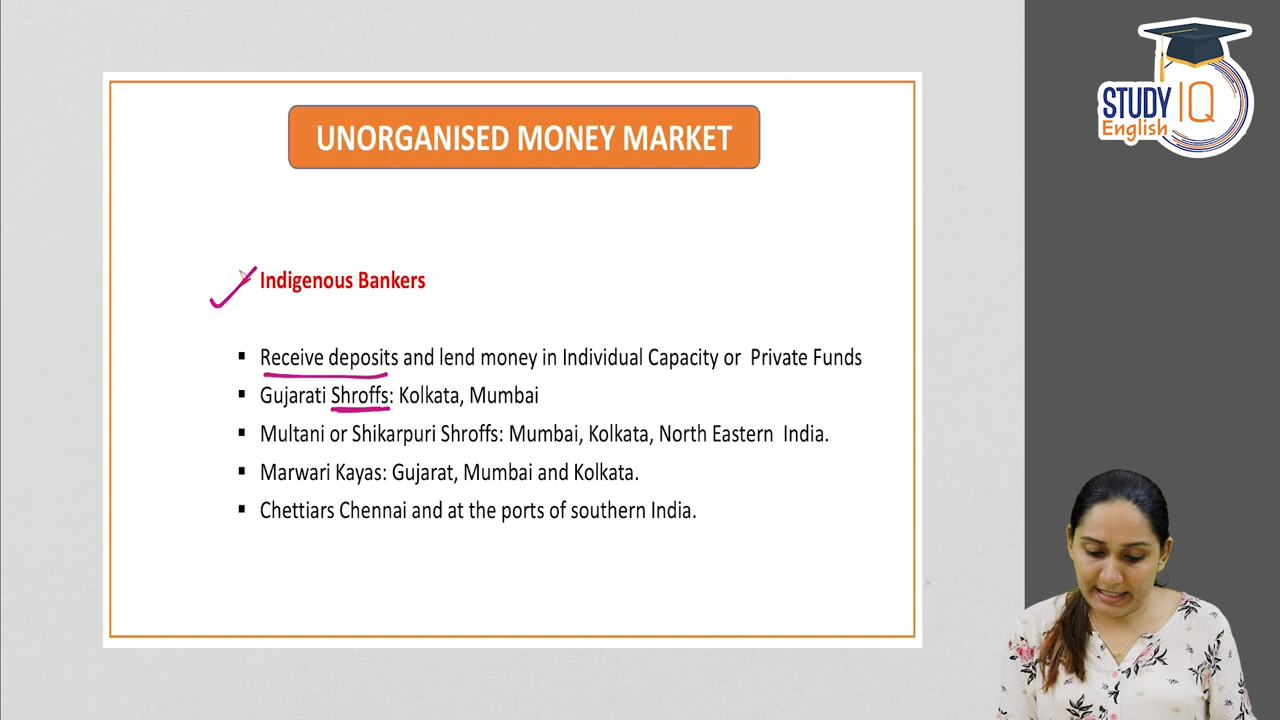 STUDY IQ
English
UNORGANISED MONEY MARKET
Indigenous Bankers
▪ Receive deposits and lend money in Individual Capacity or Private Funds
▪ Gujarati Shroffs: Kolkata, Mumbai
▪ Multani or Shikarpuri Shroffs: Mumbai, Kolkata, North Eastern India.
▪ Marwari Kayas: Gujarat, Mumbai and Kolkata.
▪ Chettiars Chennai and at the ports of southern India.